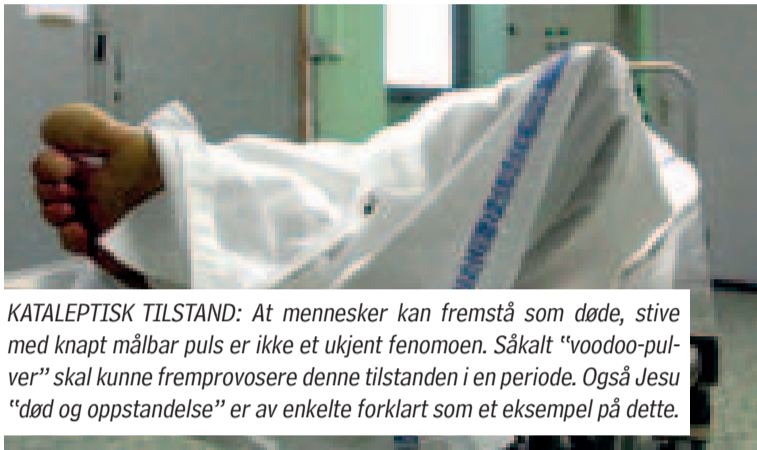 KATALEPTISK TILSTAND: At mennesker kan fremstå som døde, stive
med knapt målbar puls er ikke et ukjent fenomoen. Såkalt “voodoo-pul-
ver” skal kunne fremprovosere denne tilstanden i en periode. Også Jesu
“død og oppstandelse” er av enkelte forklart som et eksempel på dette.